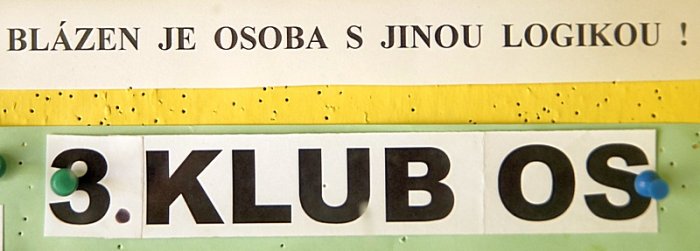 BLÁZEN JE OSOBA S JINOU LOGIKOU !
3. KLUB OS